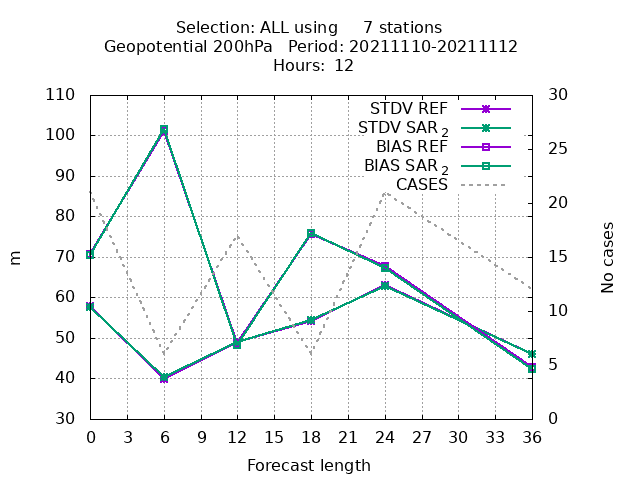 Selection: ALL using 7 stations
Geopotential 200hPa Period: 20211110-20211112
Hours: 12
110
100
90
80
70
60
50
40
30
m
30
25
20
15
10
5
0
No cases
STDV REF
STDV SAR 2
BIAS REF
BIAS SAR 2
CASES
0 3 6 9 12 15 18 21 24 27 30 33 36
Forecast length